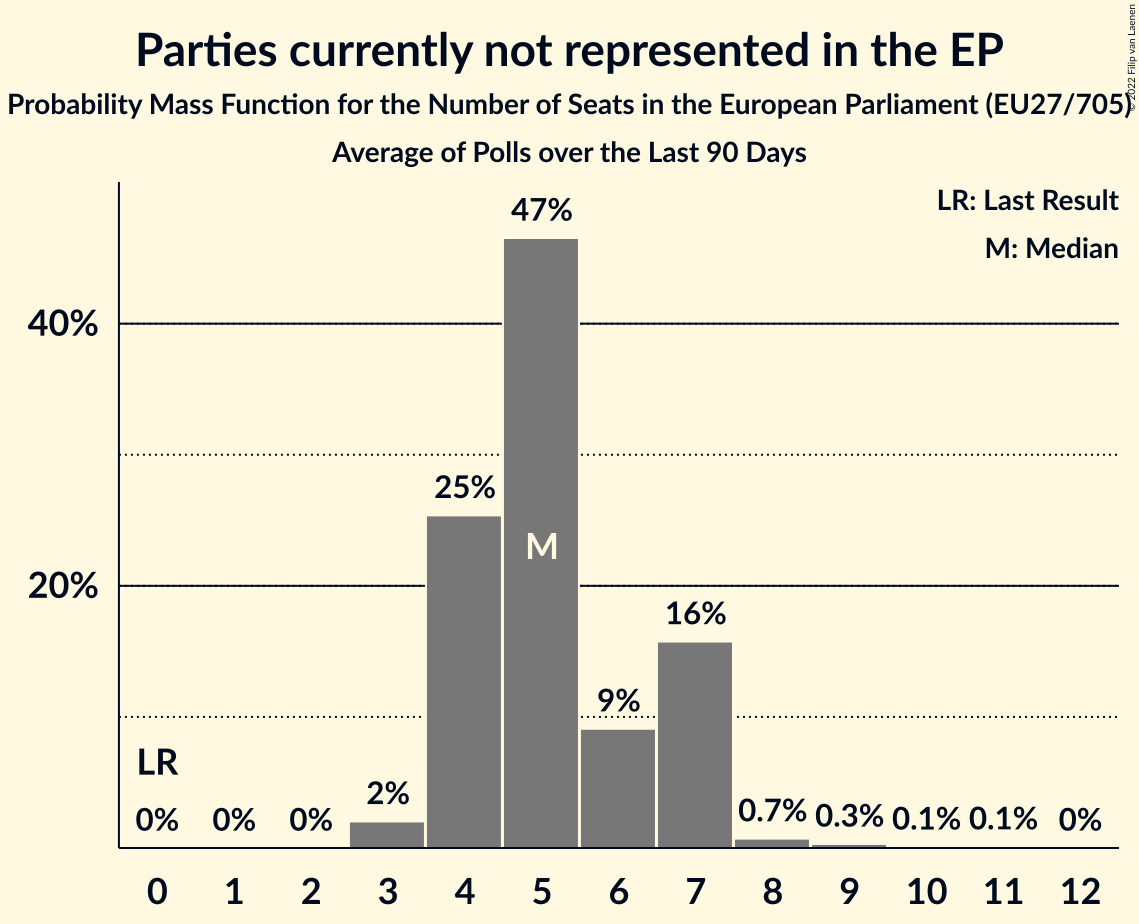 Parties currently not represented in the EP
Probability Mass Function for the Number of Seats in the European Parliament (EU27/705)
Average of Polls over the Last 90 Days
© 2022 Filip van Laenen
LR: Last Result
M: Median
40%
20%
LR
0%
0%
0%
2%
25%
47%
M
9%
16%
0.7%
0.3%
0.1%
0.1%
0%
0 1 2 3 4 5 6 7 8 9 10 11 12